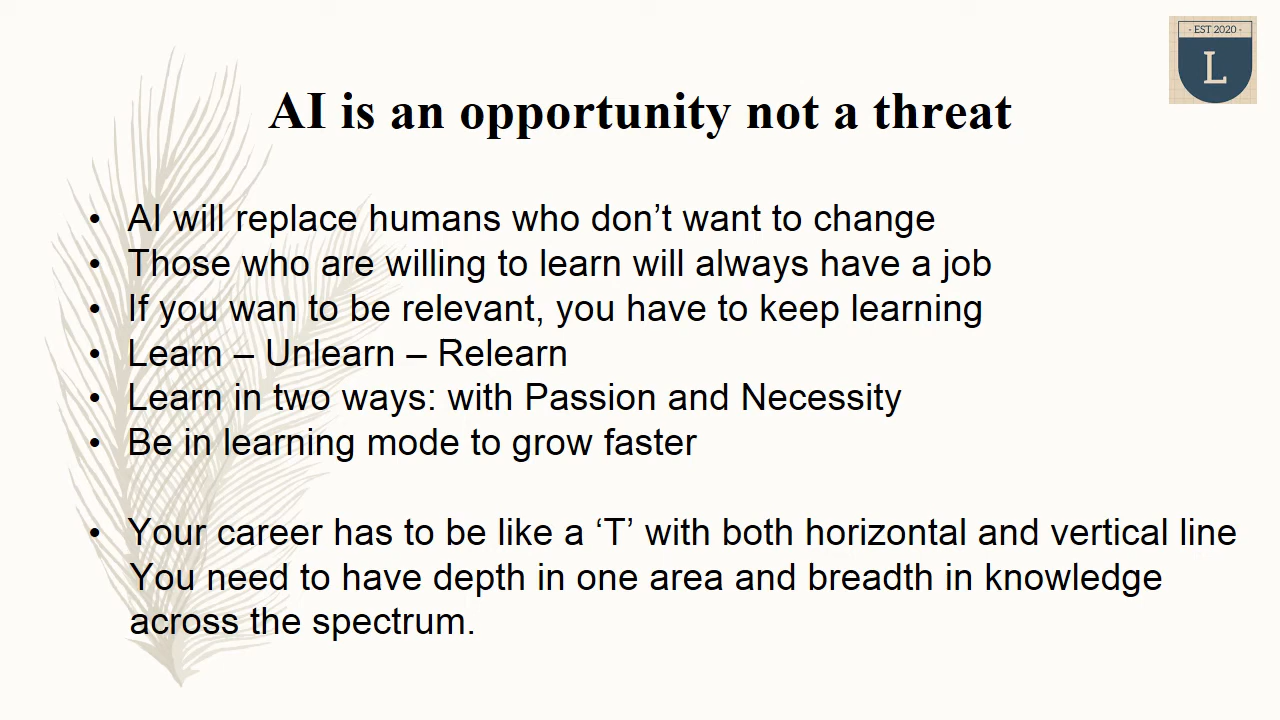 · EST 2020 ·
L
AI is an opportunity not a threat
• AI will replace humans who don’t want to change
• Those who are willing to learn will always have a job
• If you wan to be relevant, you have to keep learning
• Learn – Unlearn – Relearn
• Learn in two ways: with Passion and Necessity
• Be in learning mode to grow faster
• Your career has to be like a ‘T’ with both horizontal and vertical line
You need to have depth in one area and breadth in knowledge
across the spectrum.